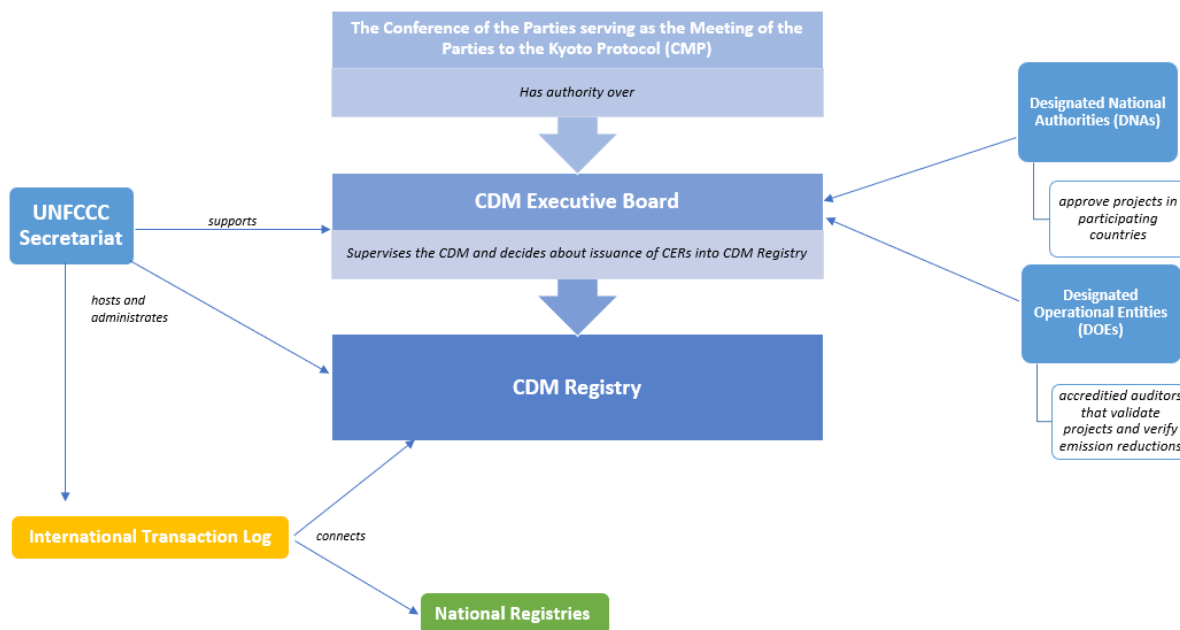 The Conference of the Parties serving as the Meeting of the
Parties to the Kyoto Protocol (CMP)
Has authority over
Designated National
Authorities (DNAs)
approve projects in
participating
countries
UNFCCC
Secretariat
supports
CDM Executive Board
Supervises the CDM and decides about issuance of CERs into CDM Registry
Designated
Operational Entities
(DOEs)
accreditied auditors
that validate
projects and verify
emission reductions
hosts and
administrates
CDM Registry
International Transaction Log
connects
National Registries